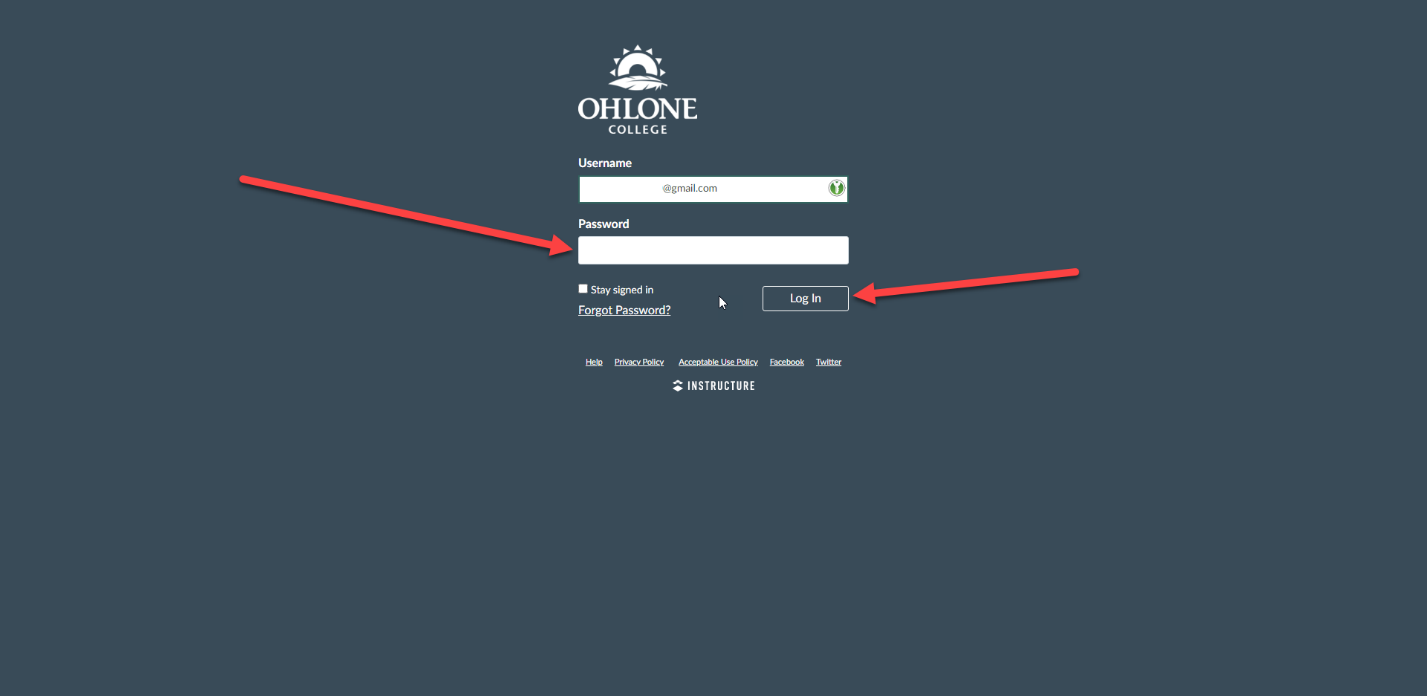 OHLONE
COLLEGE
Username
@gmail.com
Password
Stay signed in
Log In
Forgot Password?
Help Privacy Policy Acceptable Use Policy Facebook Twitter
INSTRUCTURE